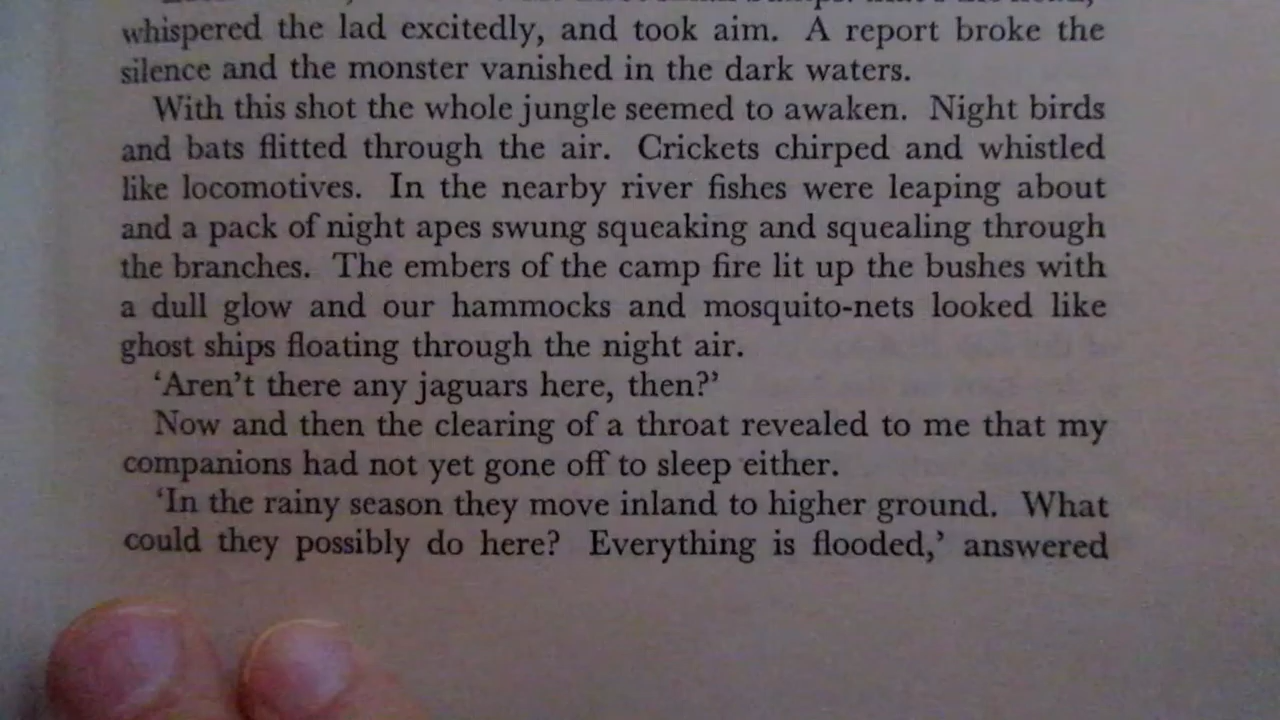 whispered the lad excitedly, and took aim. A report broke the
silence and the monster vanished in the dark waters.
With this shot the whole jungle seemed to awaken. Night birds
and bats flitted through the air. Crickets chirped and whistled
like locomotives. In the nearby river fishes were leaping about
and a pack of night apes swung squeaking and squealing through
the branches. The embers of the camp fire lit up the bushes with
a dull glow and our hammocks and mosquito-nets looked like
ghost ships floating through the night air.
‘Aren’t there any jaguars here, then?’
Now and then the clearing of a throat revealed to me that my
companions had not yet gone off to sleep either.
‘In the rainy season they move inland to higher ground. What
could they possibly do here? Everything is flooded,’ answered